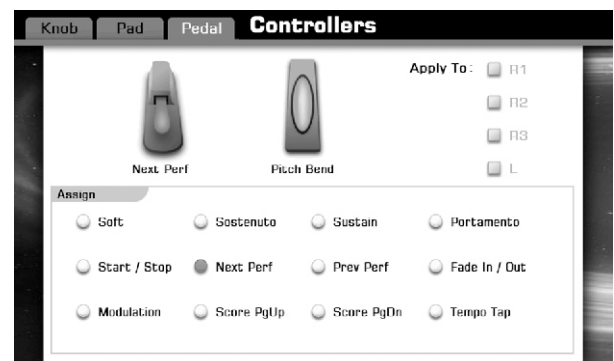 Knob Pad Pedal Controllers
Apply To: R1
R2
R3
L
Next Perf Pitch Bend
Assign
Soft Sostenuto Sustain Portamento
Start / Stop Next Perf Prev Perf Fade In / Out
Modulation Score PgUp Score PgDn Tempo Tap